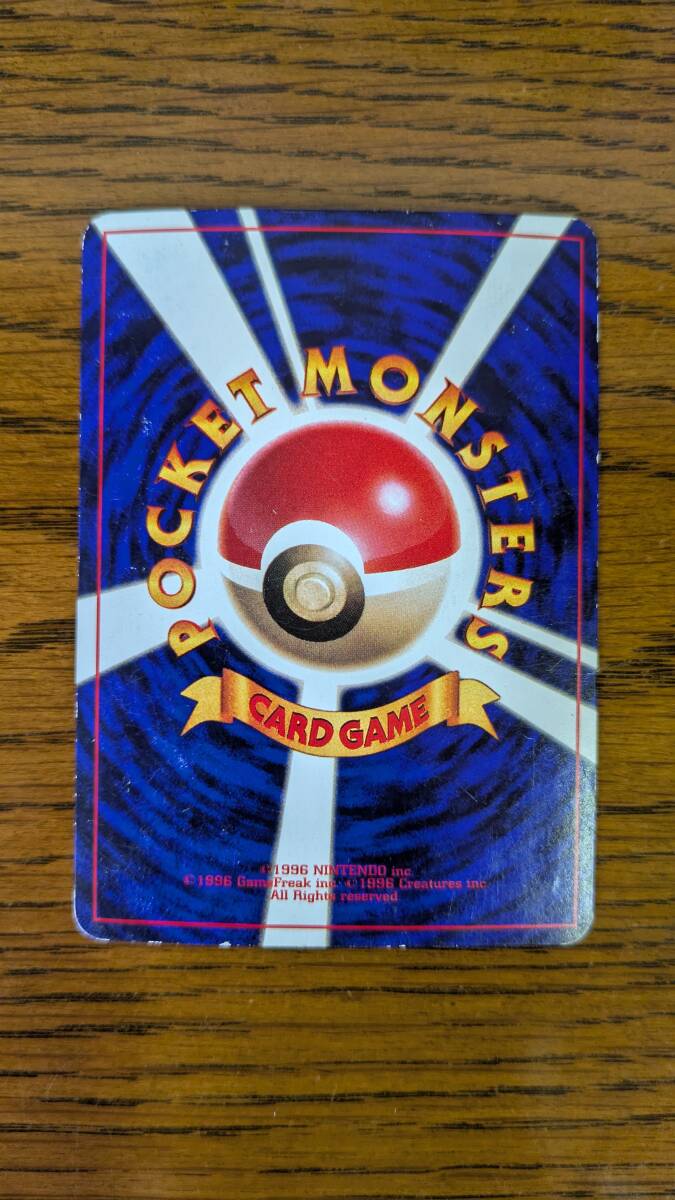 POCKET MONSTERS
CARD GAME
©1996 NINTENDO inc.
©1996 GameFreak inc. ©1996 Creatures inc.
All Rights reserved